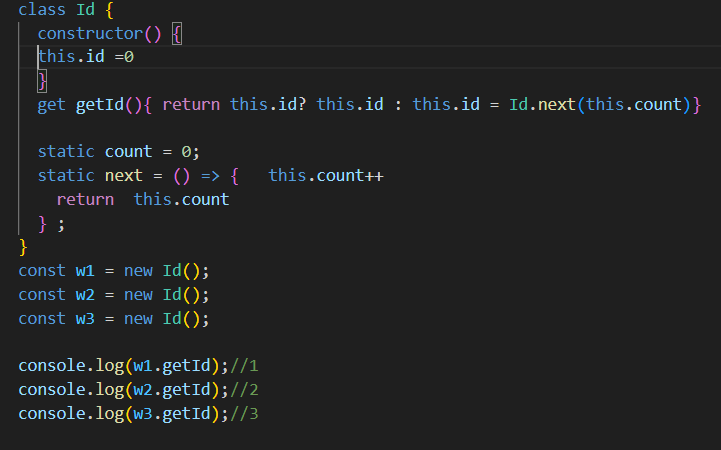 class Id {
  constructor() {
  this.id =0
  }
  get getId(){ return this.id? this.id : this.id = Id.next(this.count)}

  static count = 0;
  static next = () => {   this.count++
    return  this.count
  } ;
}
const w1 = new Id();
const w2 = new Id();
const w3 = new Id();

console.log(w1.getId);//1
console.log(w2.getId);//2
console.log(w3.getId);//3